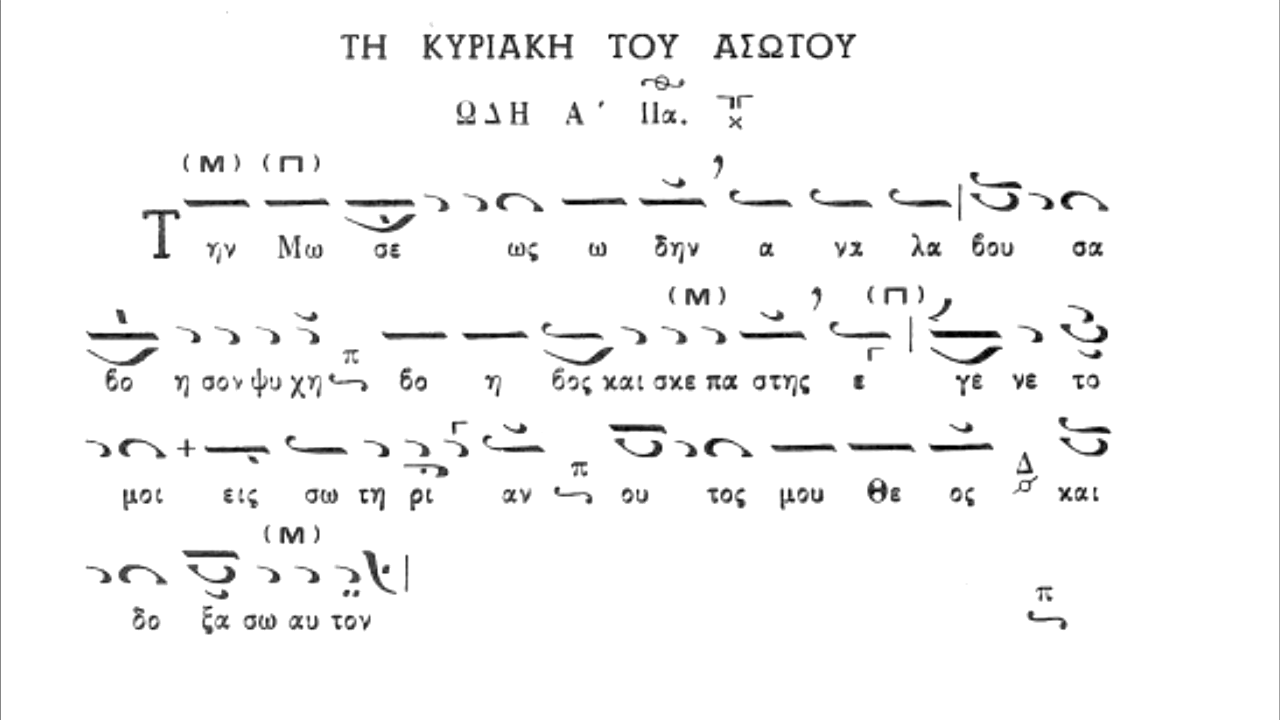 ΤΗ ΚΥΡΙΑΚΗ ΤΟΥ ΑΣΩΤΟΥ
ΩΔΗ Α΄ Πα.
(Μ) (Π)
Την Μω σε ως ω δην α να λα βου σα
(Μ) (Π)
βο η σον ψυ χη π βο η θος και σκε πα στης ε γε νε το
μοι εις σω τη ρι αν π ου τος μου Θε ος Δ και
(Μ)
δο ξα σω αυ τον π